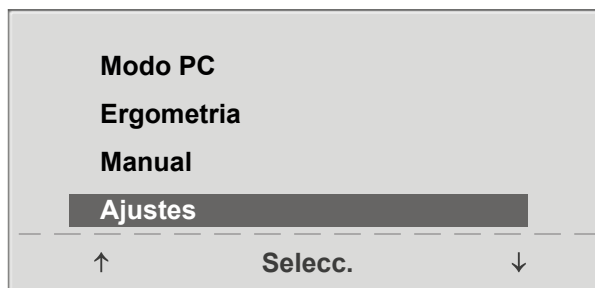 Modo PC
Ergometria
Manual
Ajustes
↑ Selecc. ↓